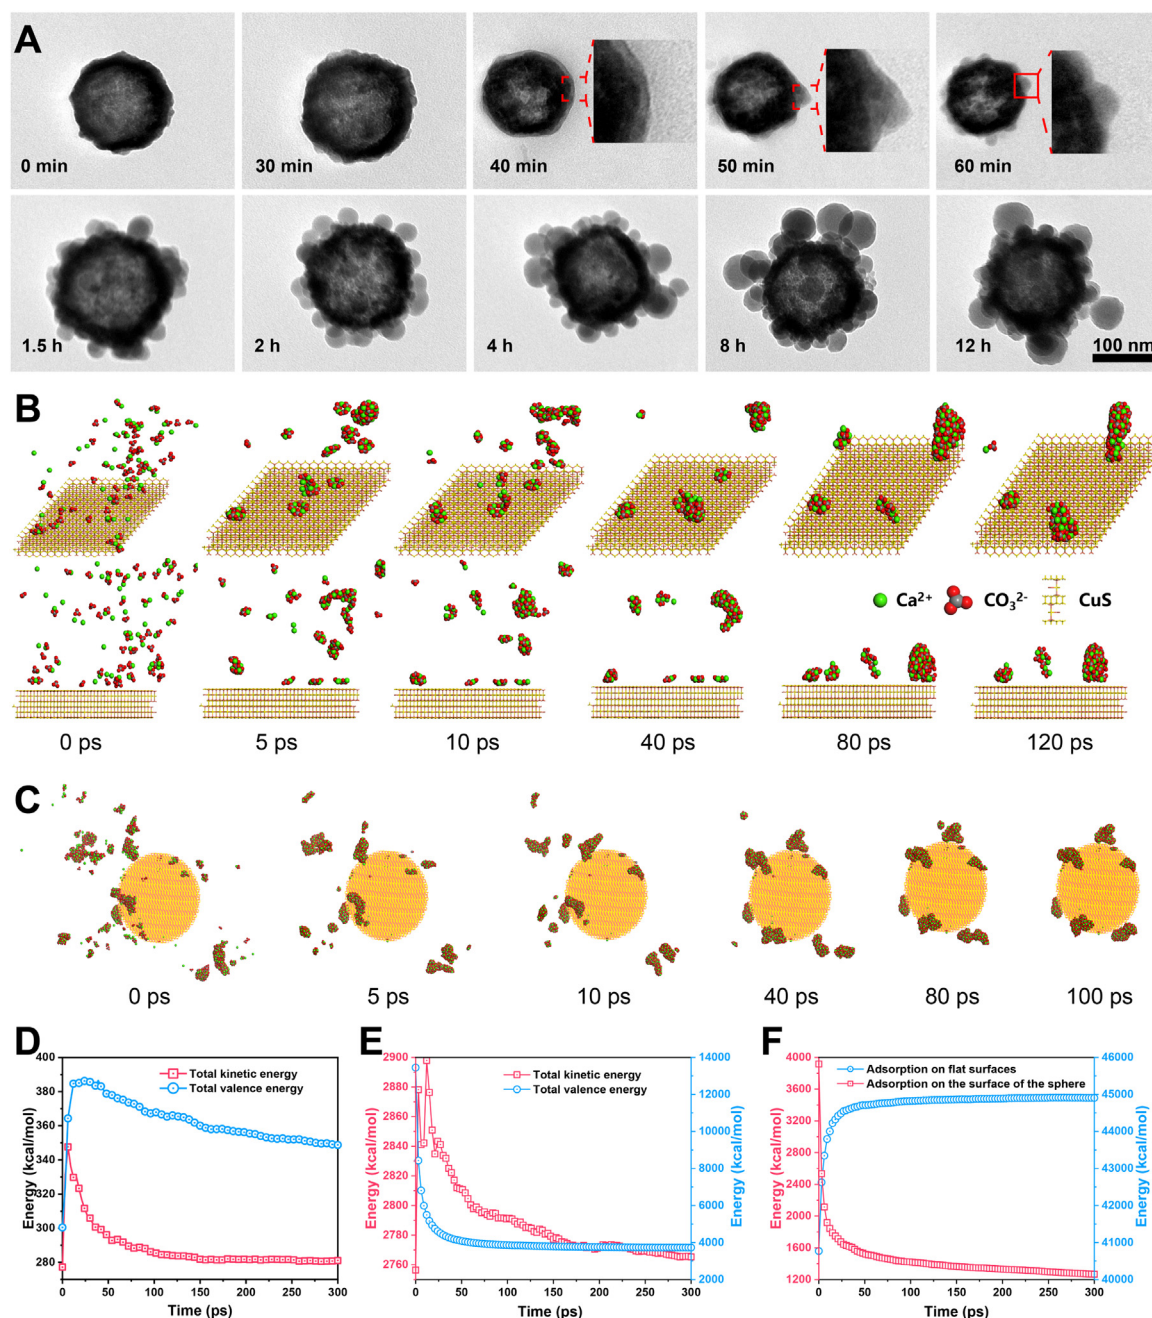 A
0 min
30 min
40 min
50 min
60 min
1.5 h
2 h
4 h
8 h
12 h
100 nm
B
Ca²⁺
CO₃²⁻
CuS
0 ps
5 ps
10 ps
40 ps
80 ps
120 ps
C
0 ps
5 ps
10 ps
40 ps
80 ps
100 ps
D
400
380
360
340
320
300
280
Energy (kcal/mol)
Total kinetic energy
Total valence energy
0 50 100 150 200 250 300
Time (ps)
E
2900
2880
2860
2840
2820
2800
2780
2760
Energy (kcal/mol)
Total kinetic energy
Total valence energy
14000
12000
10000
8000
6000
4000
2000
Energy (kcal/mol)
0 50 100 150 200 250 300
Time (ps)
F
4000
3600
3200
2800
2400
2000
1600
1200
Energy (kcal/mol)
Adsorption on flat surfaces
Adsorption on the surface of the sphere
46000
45000
44000
43000
42000
41000
40000
Energy (kcal/mol)
0 50 100 150 200 250 300
Time (ps)